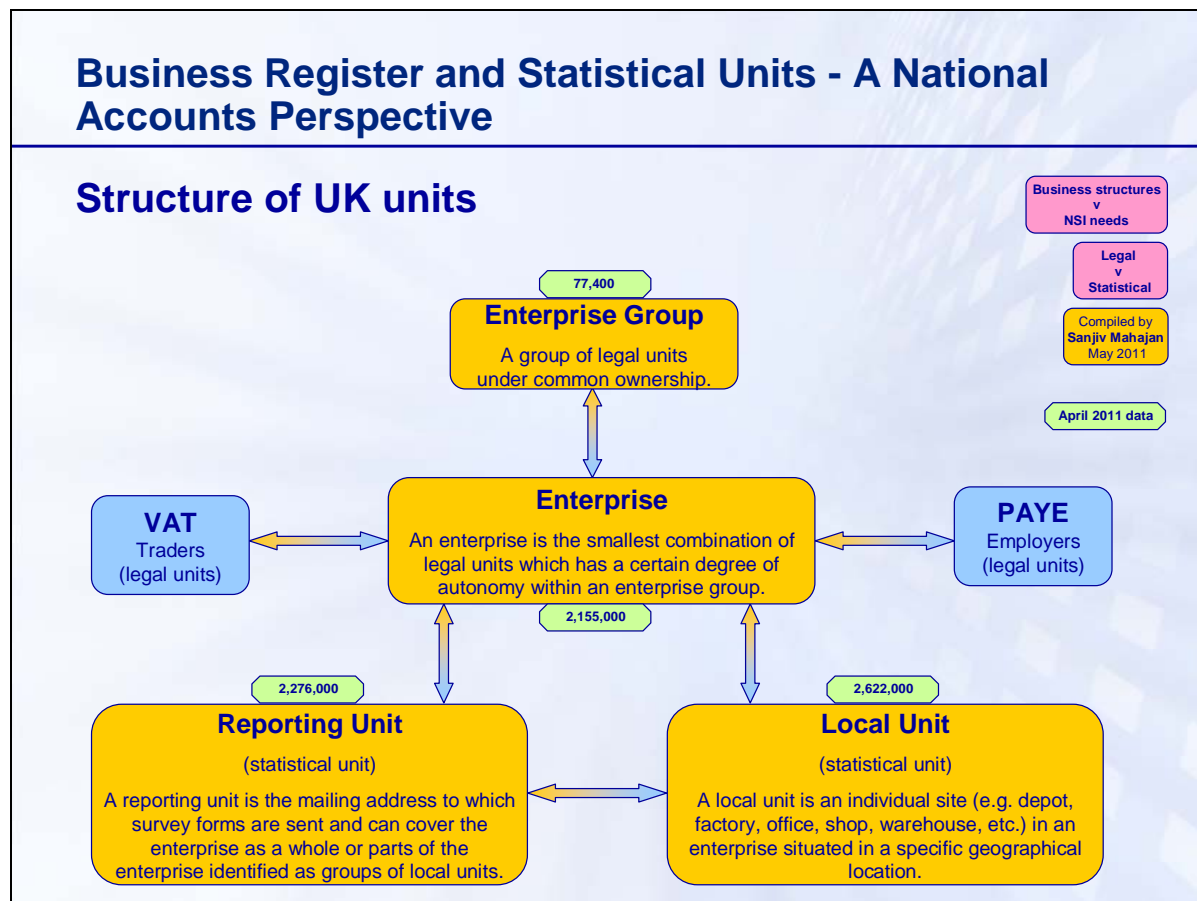 Business Register and Statistical Units - A National
Accounts Perspective
Structure of UK units
Business structures
v
NSI needs
Legal
v
Statistical
Compiled by
Sanjiv Mahajan
May 2011
April 2011 data
77,400
Enterprise Group
A group of legal units
under common ownership.
VAT
Traders
(legal units)
Enterprise
An enterprise is the smallest combination of
legal units which has a certain degree of
autonomy within an enterprise group.
2,155,000
PAYE
Employers
(legal units)
2,276,000
Reporting Unit
(statistical unit)
A reporting unit is the mailing address to which
survey forms are sent and can cover the
enterprise as a whole or parts of the
enterprise identified as groups of local units.
2,622,000
Local Unit
(statistical unit)
A local unit is an individual site (e.g. depot,
factory, office, shop, warehouse, etc.) in an
enterprise situated in a specific geographical
location.